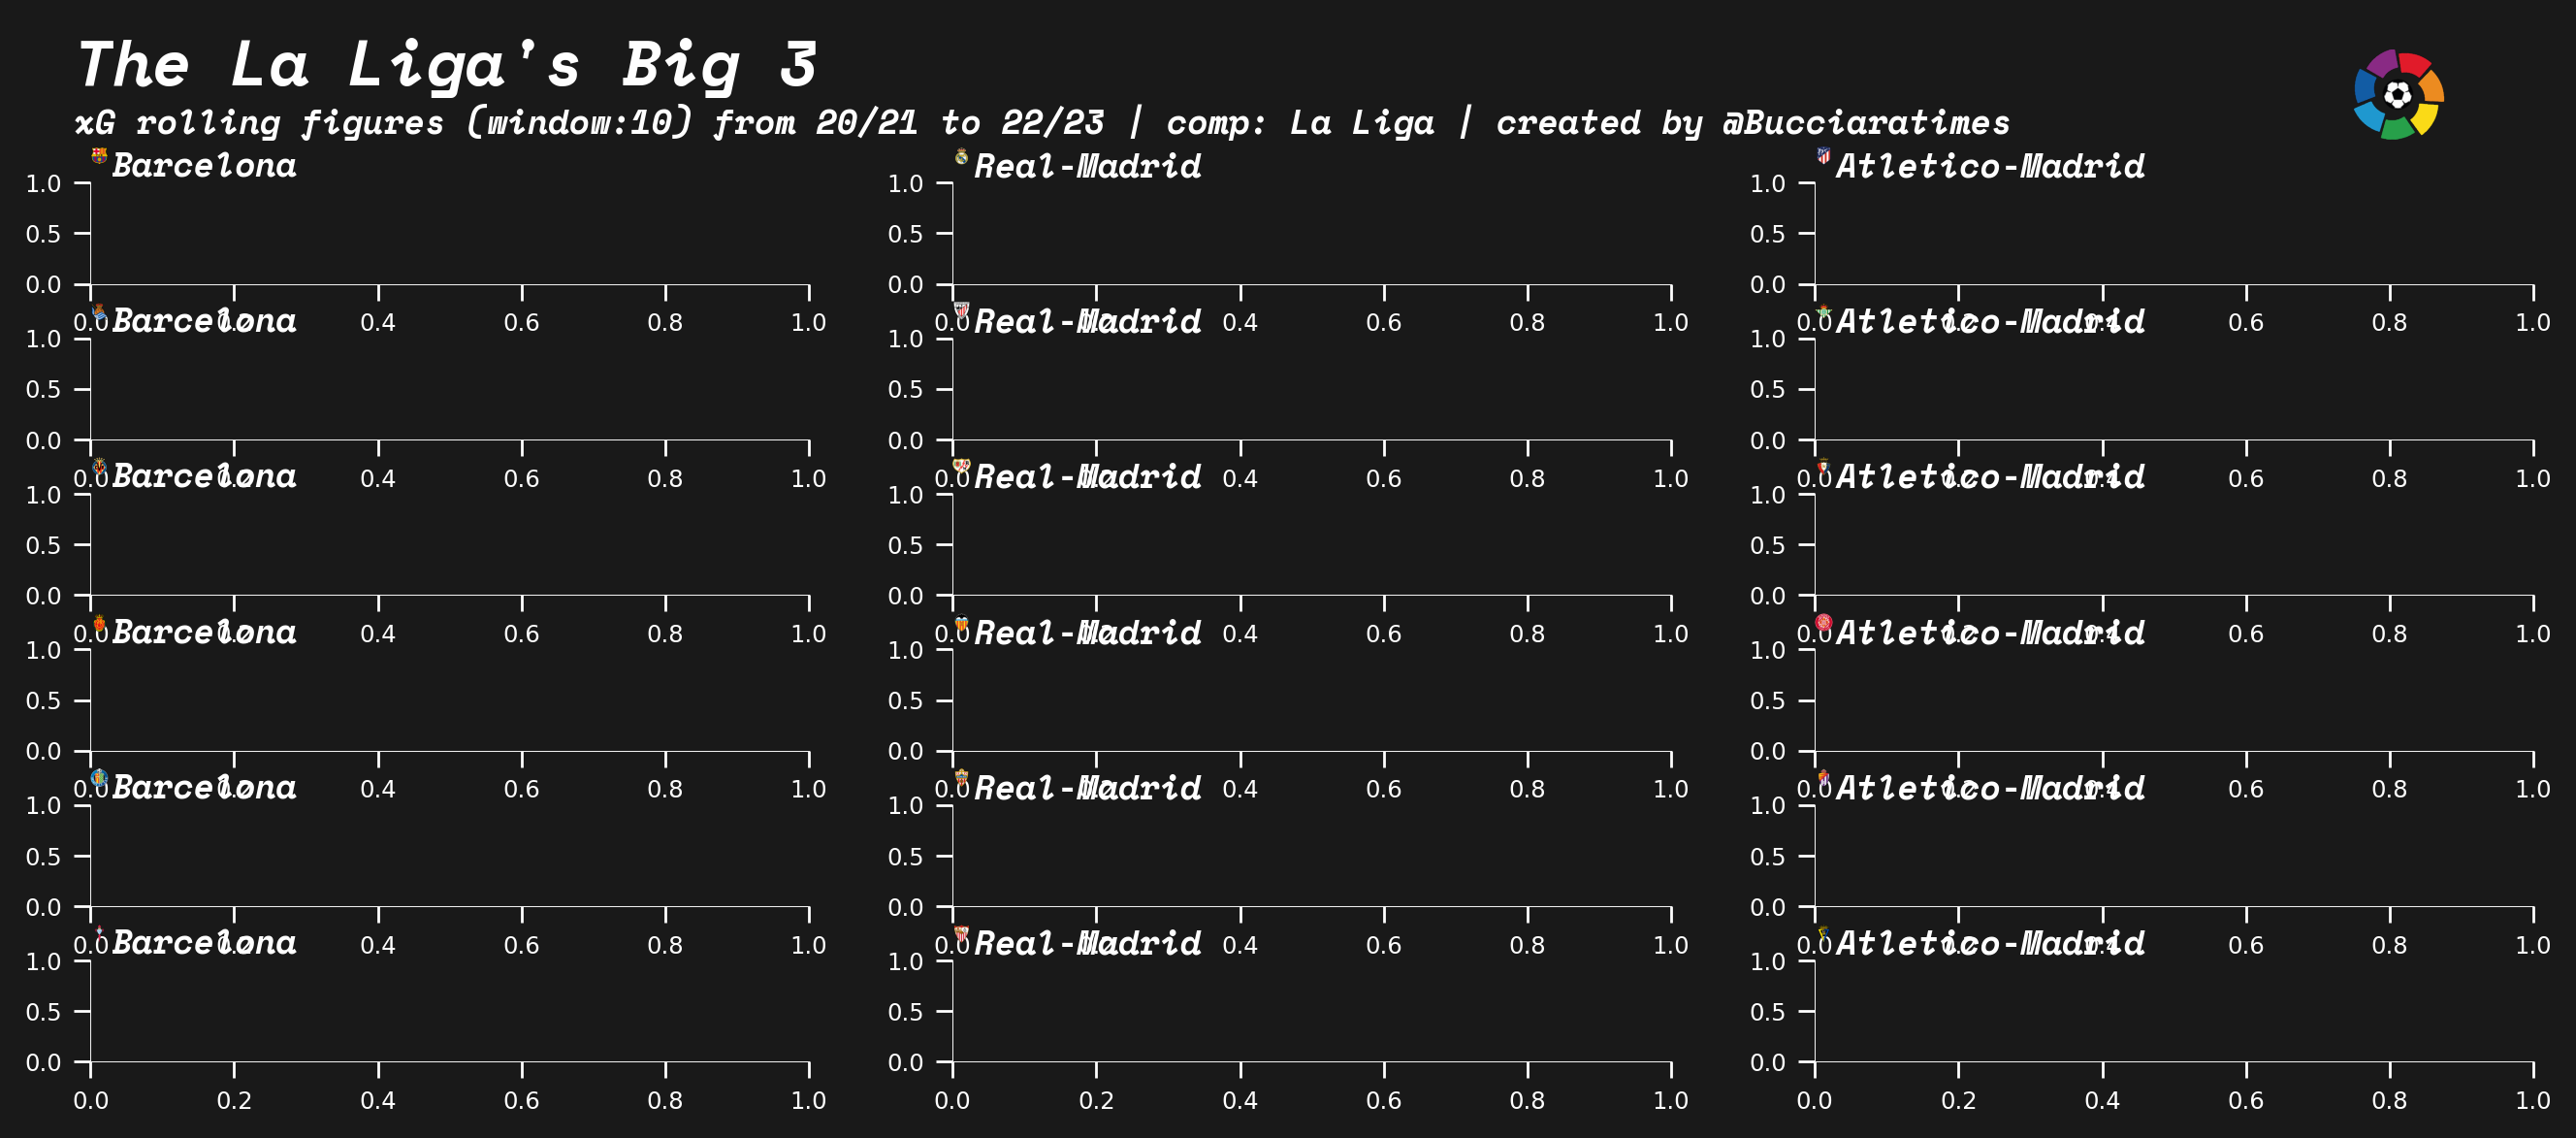 The La Liga's Big 3
xG rolling figures (window:10) from 20/21 to 22/23 | comp: La Liga | created by @Bucciaratimes
Barcelona Real-Madrid Atletico-Madrid
1.0 1.0 1.0
0.5 0.5 0.5
0.0 0.0 0.0
0.0 0.2 0.4 0.6 0.8 1.0 0.0 0.2 0.4 0.6 0.8 1.0 0.0 0.2 0.4 0.6 0.8 1.0
Barcelona Real-Madrid Atletico-Madrid
1.0 1.0 1.0
0.5 0.5 0.5
0.0 0.0 0.0
0.0 0.2 0.4 0.6 0.8 1.0 0.0 0.2 0.4 0.6 0.8 1.0 0.0 0.2 0.4 0.6 0.8 1.0
Barcelona Real-Madrid Atletico-Madrid
1.0 1.0 1.0
0.5 0.5 0.5
0.0 0.0 0.0
0.0 0.2 0.4 0.6 0.8 1.0 0.0 0.2 0.4 0.6 0.8 1.0 0.0 0.2 0.4 0.6 0.8 1.0
Barcelona Real-Madrid Atletico-Madrid
1.0 1.0 1.0
0.5 0.5 0.5
0.0 0.0 0.0
0.0 0.2 0.4 0.6 0.8 1.0 0.0 0.2 0.4 0.6 0.8 1.0 0.0 0.2 0.4 0.6 0.8 1.0
Barcelona Real-Madrid Atletico-Madrid
1.0 1.0 1.0
0.5 0.5 0.5
0.0 0.0 0.0
0.0 0.2 0.4 0.6 0.8 1.0 0.0 0.2 0.4 0.6 0.8 1.0 0.0 0.2 0.4 0.6 0.8 1.0
Barcelona Real-Madrid Atletico-Madrid
1.0 1.0 1.0
0.5 0.5 0.5
0.0 0.0 0.0
0.0 0.2 0.4 0.6 0.8 1.0 0.0 0.2 0.4 0.6 0.8 1.0 0.0 0.2 0.4 0.6 0.8 1.0